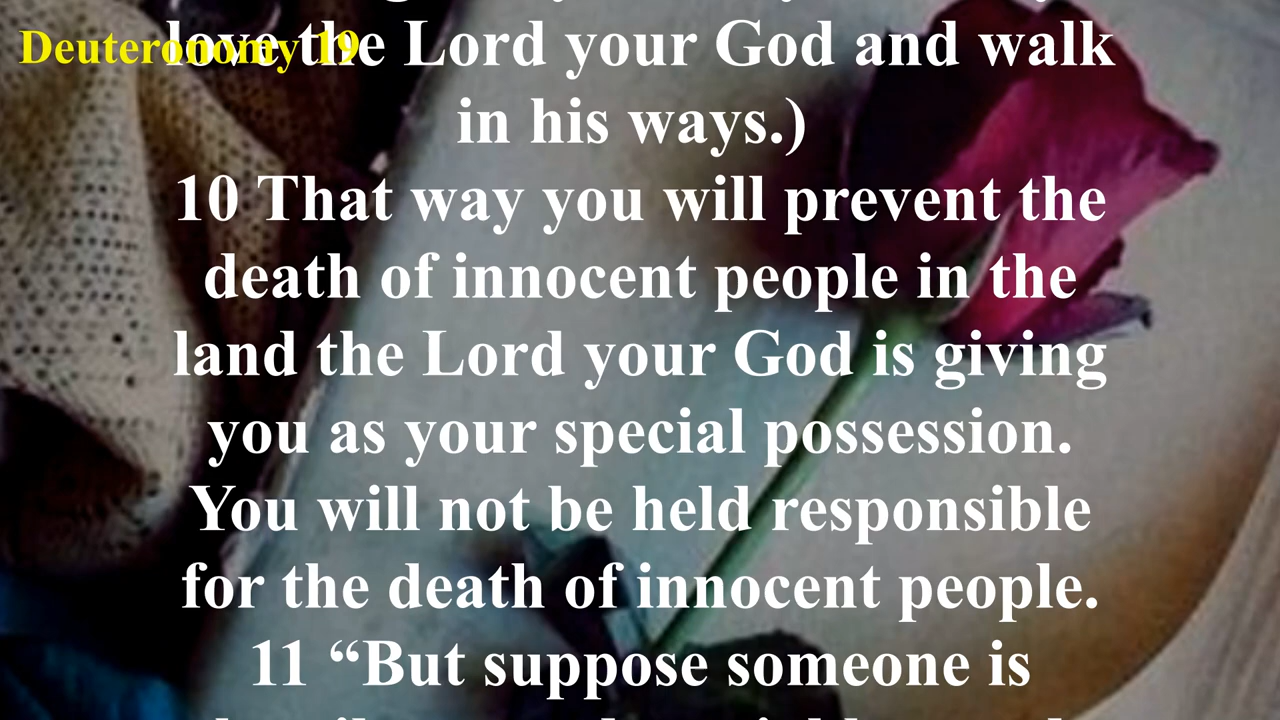 Deuteronomy 19
love the Lord your God and walk
in his ways.)
10 That way you will prevent the
death of innocent people in the
land the Lord your God is giving
you as your special possession.
You will not be held responsible
for the death of innocent people.
11 “But suppose someone is